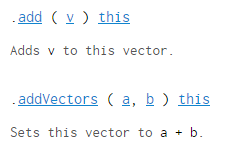 .add ( v ) this
Adds v to this vector.
.addVectors ( a, b ) this
Sets this vector to a + b.